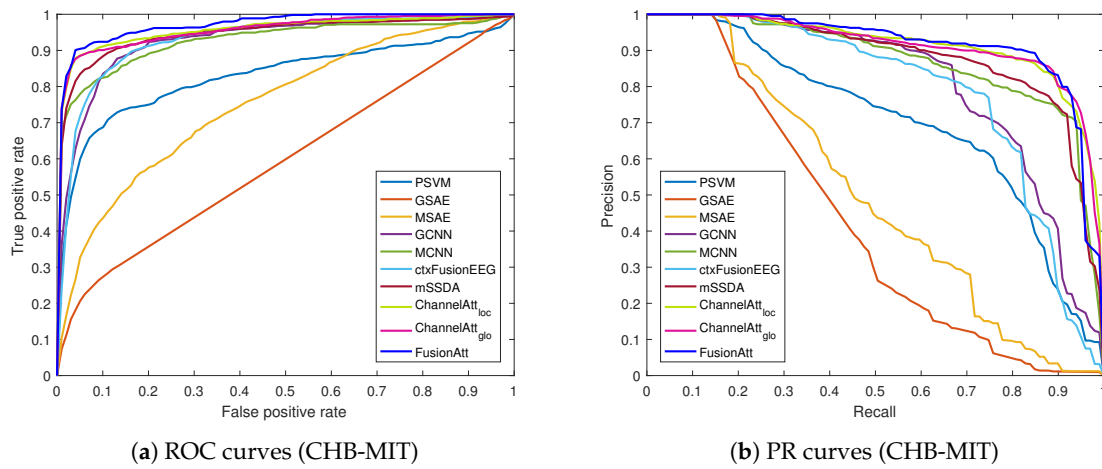 1
0.9
0.8
0.7
0.6
0.5
0.4
0.3
0.2
0.1
0
True positive rate
PSVM
GSAE
MSAE
GCNN
MCNN
ctxFusionEEG
mSSDA
ChannelAttloc
ChannelAttglo
FusionAtt
0 0.1 0.2 0.3 0.4 0.5 0.6 0.7 0.8 0.9 1
False positive rate
(a) ROC curves (CHB-MIT)
1
0.9
0.8
0.7
0.6
0.5
0.4
0.3
0.2
0.1
0
Precision
PSVM
GSAE
MSAE
GCNN
MCNN
ctxFusionEEG
mSSDA
ChannelAttloc
ChannelAttglo
FusionAtt
0 0.1 0.2 0.3 0.4 0.5 0.6 0.7 0.8 0.9 1
Recall
(b) PR curves (CHB-MIT)